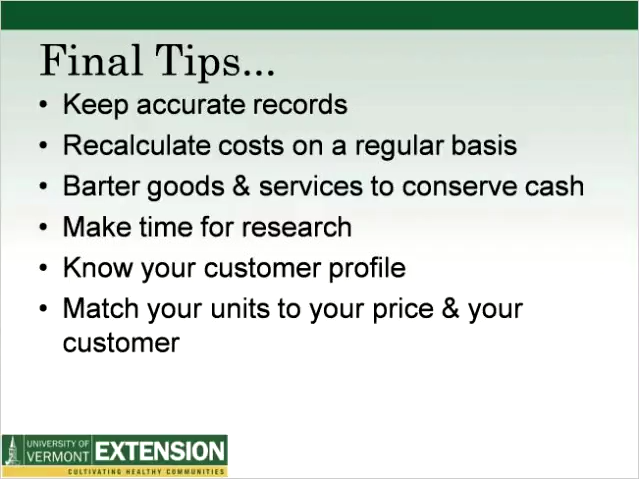 Final Tips...
• Keep accurate records
• Recalculate costs on a regular basis
• Barter goods & services to conserve cash
• Make time for research
• Know your customer profile
• Match your units to your price & your
customer
UNIVERSITY OF
VERMONT
EXTENSION
CULTIVATING HEALTHY COMMUNITIES